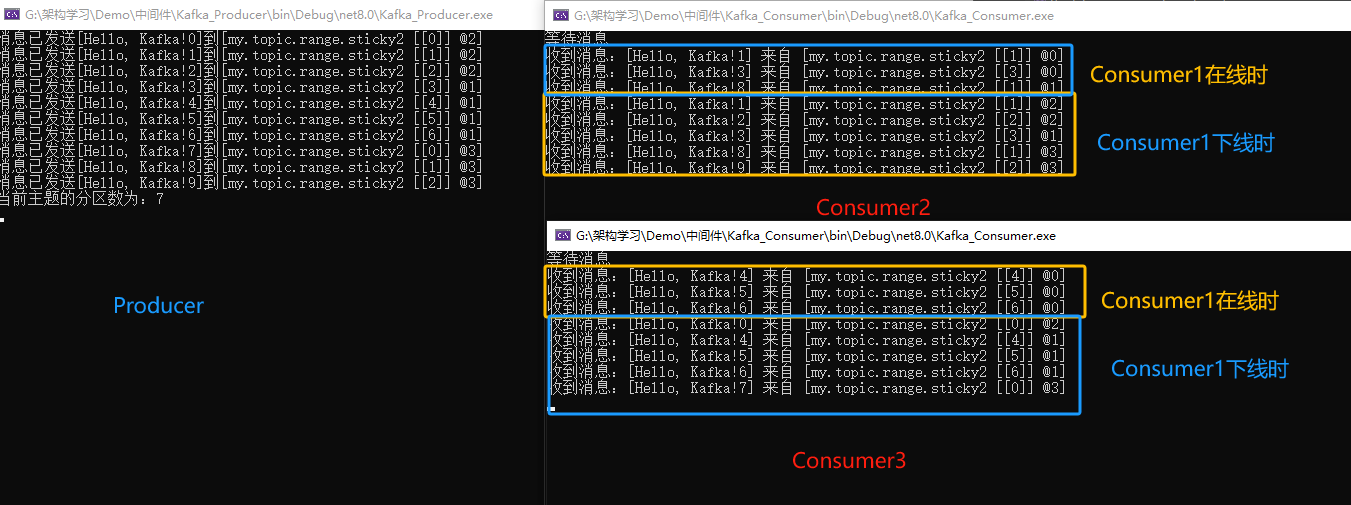 G:\架构学习\Demo\中间件\Kafka_Producer\bin\Debug\net8.0\Kafka_Producer.exe
消息已发送[Hello, Kafka!0]到[my.topic.range.sticky2 [[0]] @2]
消息已发送[Hello, Kafka!1]到[my.topic.range.sticky2 [[1]] @2]
消息已发送[Hello, Kafka!2]到[my.topic.range.sticky2 [[2]] @2]
消息已发送[Hello, Kafka!3]到[my.topic.range.sticky2 [[3]] @1]
消息已发送[Hello, Kafka!4]到[my.topic.range.sticky2 [[4]] @1]
消息已发送[Hello, Kafka!5]到[my.topic.range.sticky2 [[5]] @1]
消息已发送[Hello, Kafka!6]到[my.topic.range.sticky2 [[6]] @1]
消息已发送[Hello, Kafka!7]到[my.topic.range.sticky2 [[0]] @3]
消息已发送[Hello, Kafka!8]到[my.topic.range.sticky2 [[1]] @3]
消息已发送[Hello, Kafka!9]到[my.topic.range.sticky2 [[2]] @3]
当前主题的分区数为：7
Producer
G:\架构学习\Demo\中间件\Kafka_Consumer\bin\Debug\net8.0\Kafka_Consumer.exe
等待消息
收到消息：[Hello, Kafka!1] 来自 [my.topic.range.sticky2 [[1]] @0]
收到消息：[Hello, Kafka!3] 来自 [my.topic.range.sticky2 [[3]] @0]
收到消息：[Hello, Kafka!8] 来自 [my.topic.range.sticky2 [[1]] @1]
Consumer1在线时
收到消息：[Hello, Kafka!1] 来自 [my.topic.range.sticky2 [[1]] @2]
收到消息：[Hello, Kafka!2] 来自 [my.topic.range.sticky2 [[2]] @2]
收到消息：[Hello, Kafka!3] 来自 [my.topic.range.sticky2 [[3]] @1]
收到消息：[Hello, Kafka!8] 来自 [my.topic.range.sticky2 [[1]] @3]
收到消息：[Hello, Kafka!9] 来自 [my.topic.range.sticky2 [[2]] @3]
Consumer1下线时
Consumer2
G:\架构学习\Demo\中间件\Kafka_Consumer\bin\Debug\net8.0\Kafka_Consumer.exe
等待消息
收到消息：[Hello, Kafka!4] 来自 [my.topic.range.sticky2 [[4]] @0]
收到消息：[Hello, Kafka!5] 来自 [my.topic.range.sticky2 [[5]] @0]
收到消息：[Hello, Kafka!6] 来自 [my.topic.range.sticky2 [[6]] @0]
Consumer1在线时
收到消息：[Hello, Kafka!0] 来自 [my.topic.range.sticky2 [[0]] @2]
收到消息：[Hello, Kafka!4] 来自 [my.topic.range.sticky2 [[4]] @1]
收到消息：[Hello, Kafka!5] 来自 [my.topic.range.sticky2 [[5]] @1]
收到消息：[Hello, Kafka!6] 来自 [my.topic.range.sticky2 [[6]] @1]
收到消息：[Hello, Kafka!7] 来自 [my.topic.range.sticky2 [[0]] @3]
Consumer1下线时
Consumer3